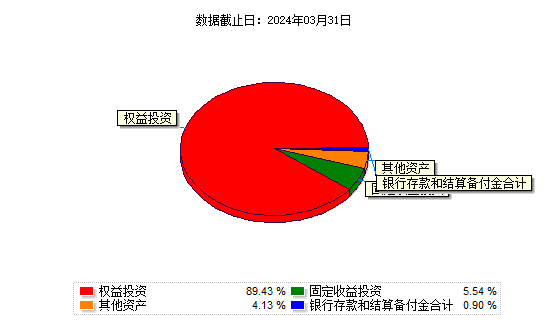 数据截止日：2024年03月31日
权益投资
其他资产
银行存款和结算备付金合计
权益投资 89.43 % 固定收益投资 5.54 %
其他资产 4.13 % 银行存款和结算备付金合计 0.90 %